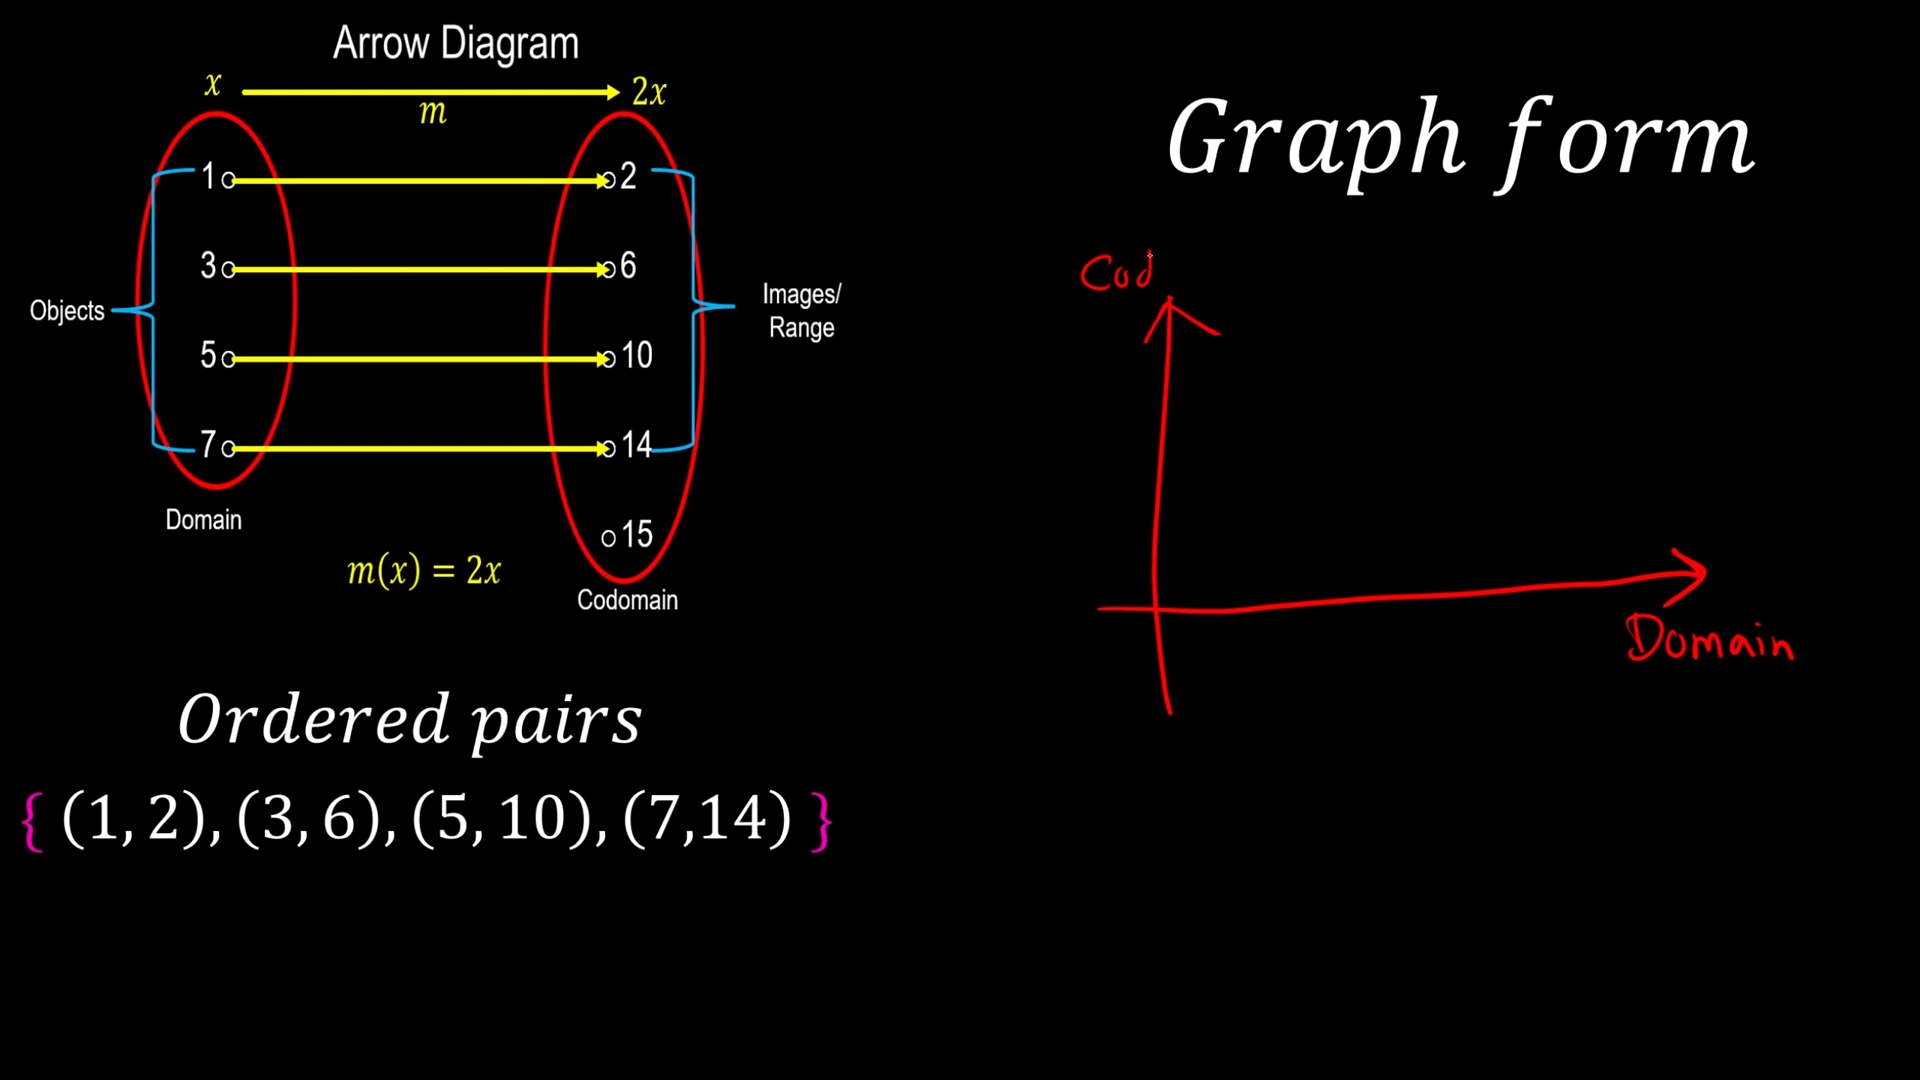 Arrow Diagram
x 2x
m
1 2
3 6
Objects
Images/
Range
5 10
7 14
Domain
15
m(x) = 2x
Codomain
Ordered pairs
{ (1, 2), (3, 6), (5, 10), (7,14) }
Graph form
Cod
Domain